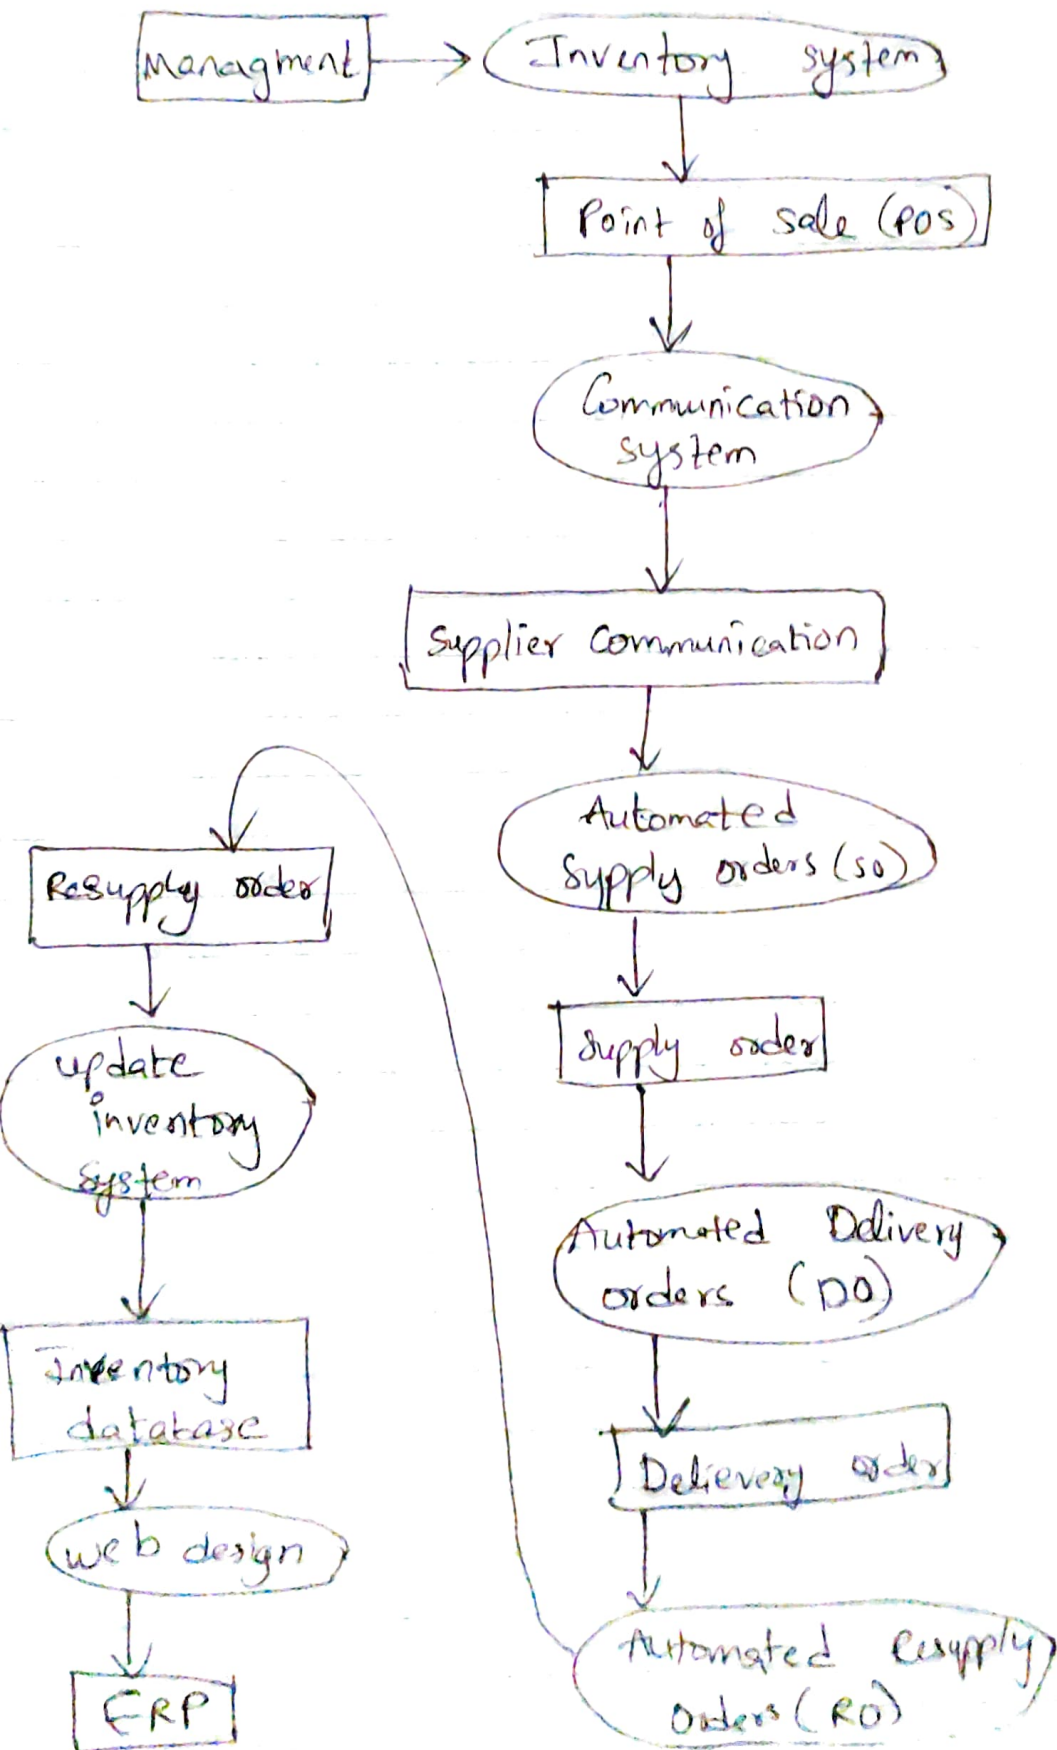 Managment
Inventory system
Point of sale (POS)
Communication
system
Supplier Communication
Automated
Supply orders (SO)
Supply order
Automated Delivery
orders (DO)
Delievery order
Automated Resupply
Orders (RO)
Resupply order
update
inventory
system
Inventory
database
web design
ERP